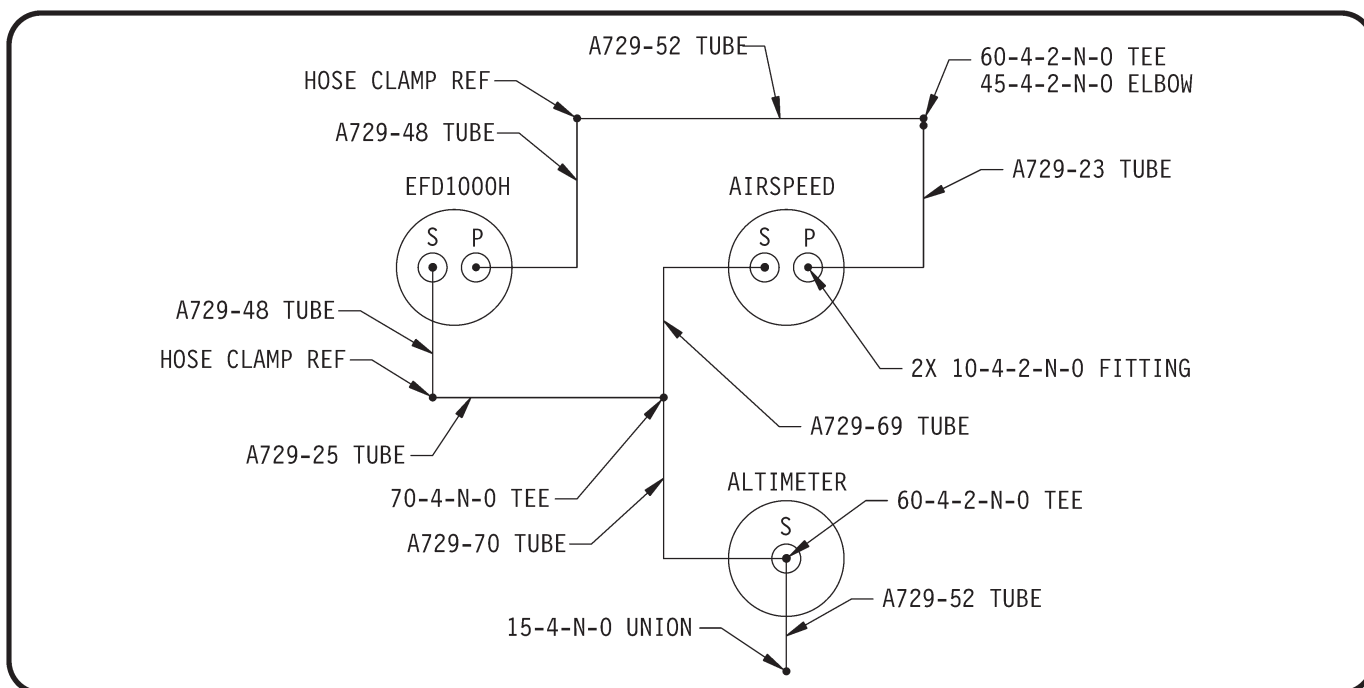 A729-52 TUBE
60-4-2-N-O TEE
45-4-2-N-O ELBOW
HOSE CLAMP REF
A729-48 TUBE
A729-23 TUBE
EFD1000H
AIRSPEED
S P
S P
A729-48 TUBE
HOSE CLAMP REF
2X 10-4-2-N-O FITTING
A729-69 TUBE
A729-25 TUBE
ALTIMETER
70-4-N-O TEE
60-4-2-N-O TEE
S
A729-70 TUBE
A729-52 TUBE
15-4-N-O UNION